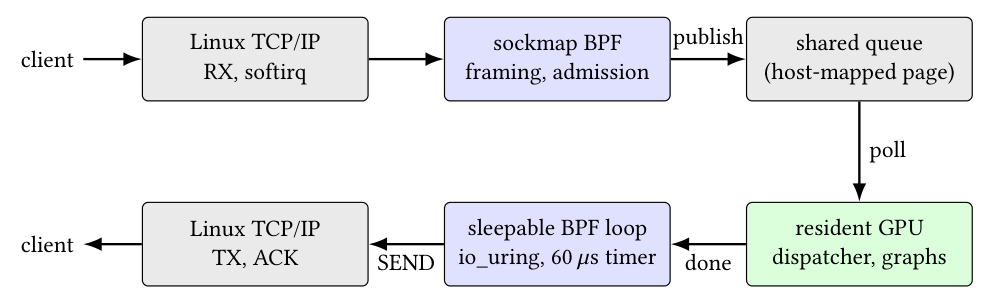 client
Linux TCP/IP
RX, softirq
sockmap BPF
framing, admission
publish
shared queue
(host-mapped page)
poll
client
Linux TCP/IP
TX, ACK
SEND
sleepable BPF loop
io_uring, 60 µs timer
done
resident GPU
dispatcher, graphs